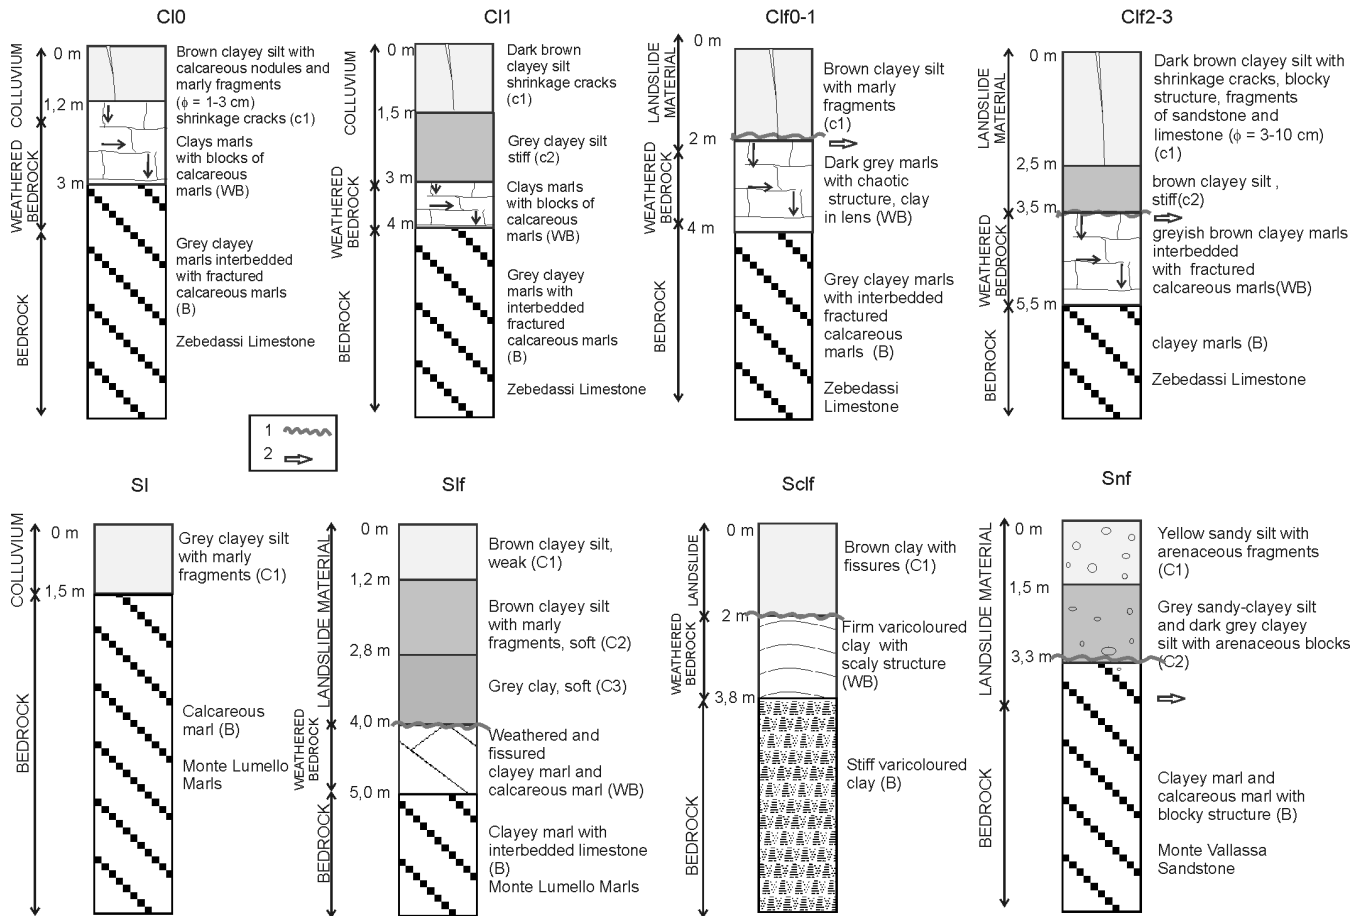 Cl0
COLLUVIUM
WEATHERED
BEDROCK
BEDROCK
0 m
1,2 m
3 m
Brown clayey silt with
calcareous nodules and
marly fragments
(ϕ = 1-3 cm)
shrinkage cracks (c1)
Clays marls
with blocks of
calcareous
marls (WB)
Grey clayey
marls interbedded
with fractured
calcareous marls
(B)
Zebedassi Limestone
Cl1
COLLUVIUM
WEATHERED
BEDROCK
BEDROCK
0 m
1,5 m
3 m
4 m
Dark brown
clayey silt
shrinkage cracks
(c1)
Grey clayey silt
stiff (c2)
Clays marls
with blocks of
calcareous
marls (WB)
Grey clayey
marls with
interbedded
fractured
calcareous marls
(B)
Zebedassi Limestone
Clf0-1
LANDSLIDE
MATERIAL
WEATHERED
BEDROCK
BEDROCK
0 m
2 m
4 m
Brown clayey silt
with marly
fragments
(c1)
Dark grey marls
with chaotic
structure, clay
in lens (WB)
Grey clayey marls
with interbedded
fractured
calcareous
marls (B)
Zebedassi
Limestone
Clf2-3
LANDSLIDE
MATERIAL
WEATHERED
BEDROCK
BEDROCK
0 m
2,5 m
3,5 m
5,5 m
Dark brown clayey silt with
shrinkage cracks, blocky
structure, fragments
of sandstone and
limestone (ϕ = 3-10 cm)
(c1)
brown clayey silt ,
stiff(c2)
greyish brown clayey marls
interbedded
with fractured
calcareous marls(WB)
clayey marls (B)
Zebedassi Limestone
1
2
Sl
COLLUVIUM
BEDROCK
0 m
1,5 m
Grey clayey silt
with marly
fragments (C1)
Calcareous
marl (B)
Monte Lumello
Marls
Slf
LANDSLIDE MATERIAL
WEATHERED
BEDROCK
BEDROCK
0 m
1,2 m
2,8 m
4,0 m
5,0 m
Brown clayey silt,
weak (C1)
Brown clayey silt
with marly
fragments, soft (C2)
Grey clay, soft (C3)
Weathered and
fissured
clayey marl and
calcareous marl (WB)
Clayey marl with
interbedded limestone
(B)
Monte Lumello Marls
Sclf
LANDSLIDE
WEATHERED
BEDROCK
BEDROCK
0 m
2 m
3,8 m
Brown clay with
fissures (C1)
Firm varicoloured
clay with
scaly structure
(WB)
Stiff varicoloured
clay (B)
Snf
LANDSLIDE MATERIAL
BEDROCK
0 m
1,5 m
3,3 m
Yellow sandy silt with
arenaceous fragments
(C1)
Grey sandy-clayey silt
and dark grey clayey
silt with arenaceous blocks
(C2)
Clayey marl and
calcareous marl with
blocky structure (B)
Monte Vallassa
Sandstone